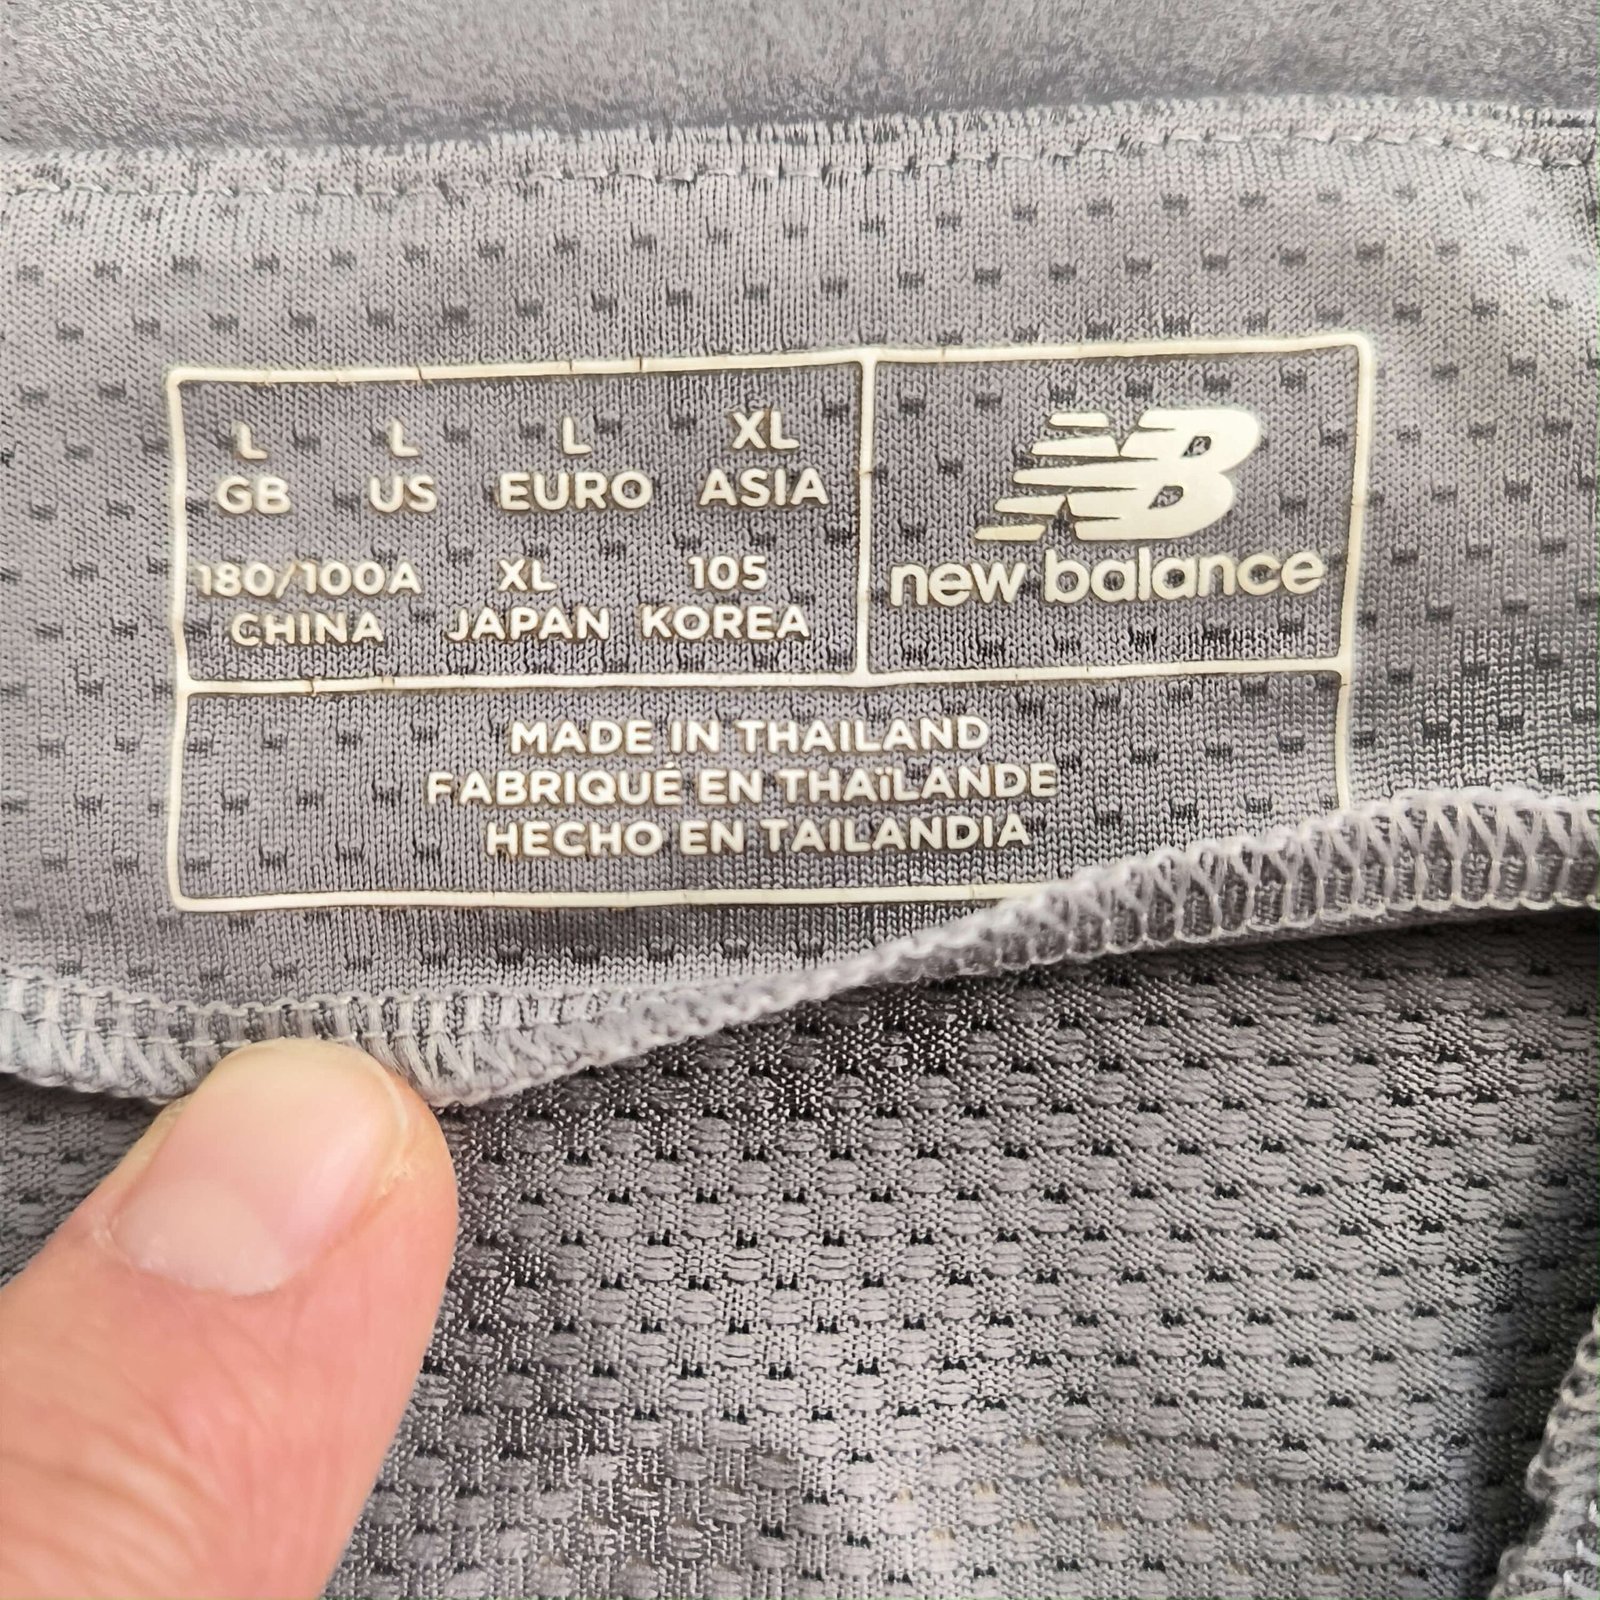 L L L XL
GB US EURO ASIA
180/100A XL 105
CHINA JAPAN KOREA
NB
new balance
MADE IN THAILAND
FABRIQUÉ EN THAÏLANDE
HECHO EN TAILANDIA